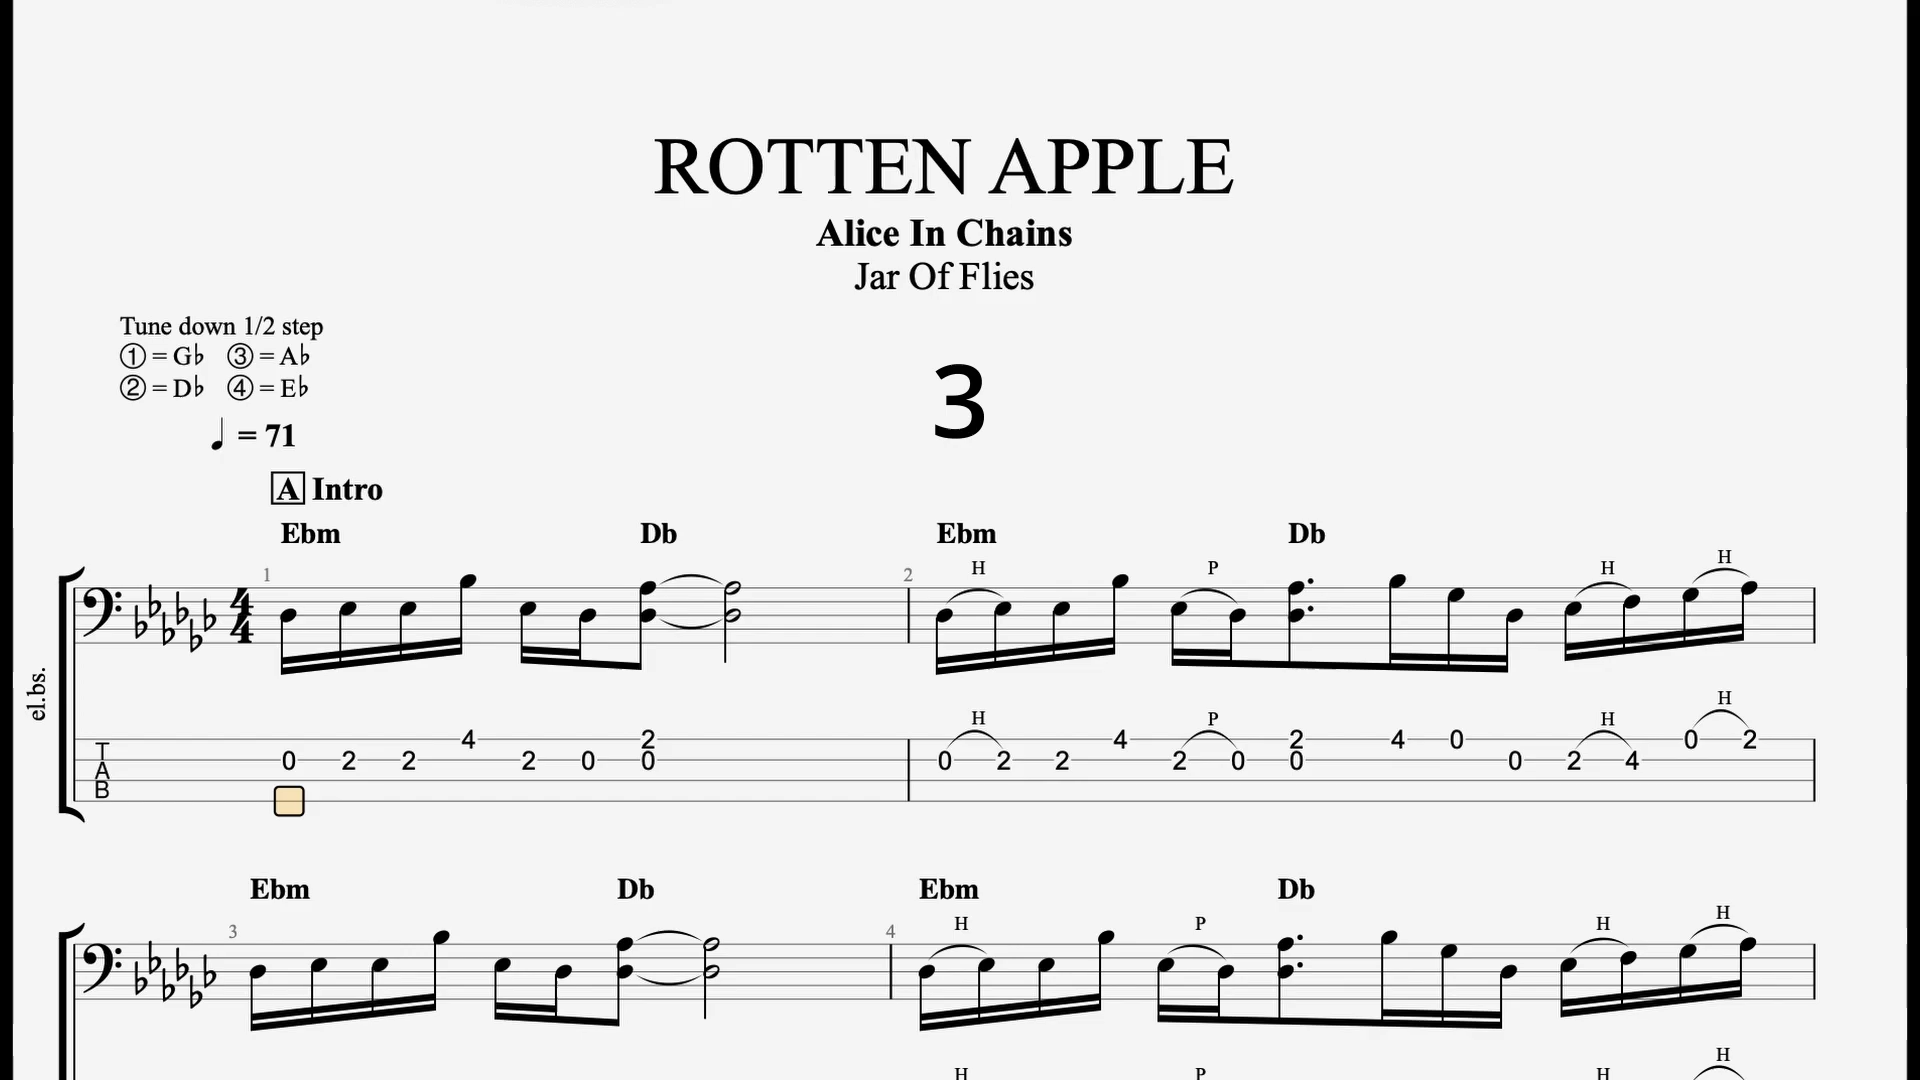 ROTTEN APPLE
Alice In Chains
Jar Of Flies
Tune down 1/2 step
① = G♭ ③ = A♭
② = D♭ ④ = E♭
3
♩ = 71
A Intro
Ebm Db Ebm Db
1 2 H P H H
4
4
el.bs.
H P H H
4 2 4 2 4 0 0 2
T
A
B
0 2 2 2 0 0 0 2 2 2 0 0 0 2 4
Ebm Db Ebm Db
3 4 H P H H
H P H H